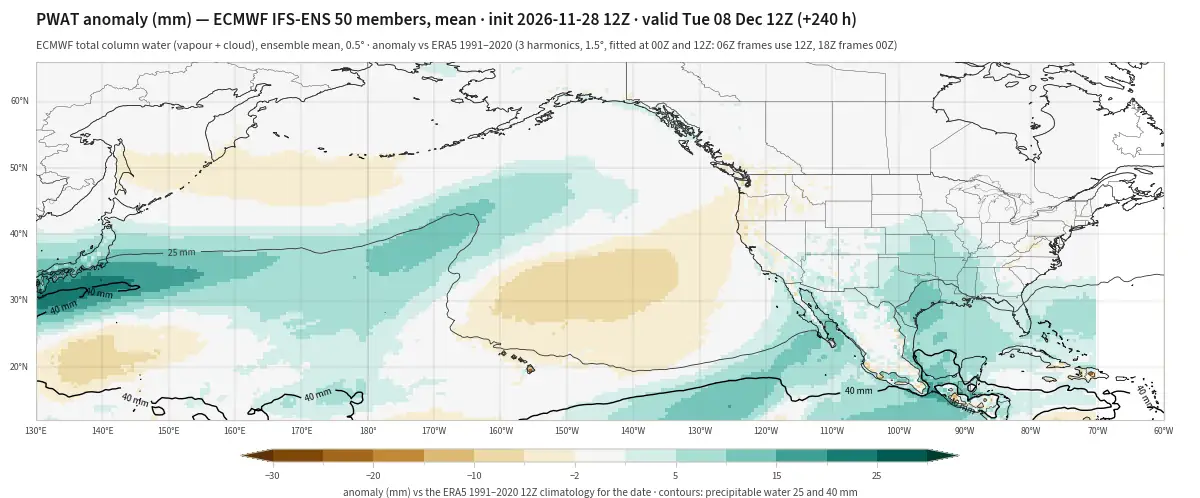 PWAT anomaly (mm) — ECMWF IFS-ENS 50 members, mean · init 2026-11-28 12Z · valid Tue 08 Dec 12Z (+240 h)
ECMWF total column water (vapour + cloud), ensemble mean, 0.5° · anomaly vs ERA5 1991–2020 (3 harmonics, 1.5°, fitted at 00Z and 12Z: 06Z frames use 12Z, 18Z frames 00Z)
60°N
50°N
40°N
25 mm
40 mm
30°N
40 mm
20°N
40 mm
40 mm
40 mm
40 mm
130°E 140°E 150°E 160°E 170°E 180° 170°W 160°W 150°W 140°W 130°W 120°W 110°W 100°W 90°W 80°W 70°W 60°W
−30 −20 −10 −2 5 15 25
anomaly (mm) vs the ERA5 1991–2020 12Z climatology for the date · contours: precipitable water 25 and 40 mm